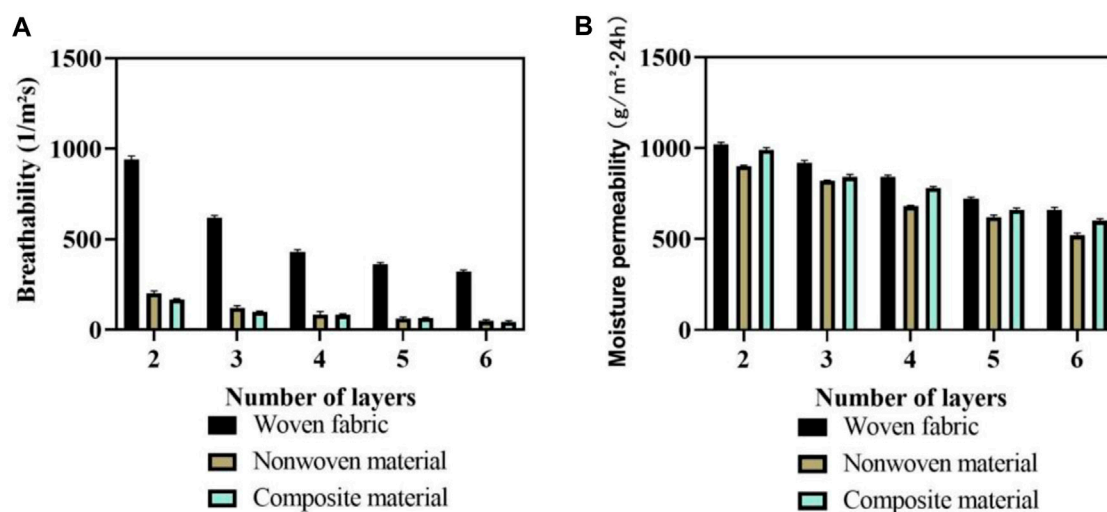 A
Breathability (1/m²s)
1500
1000
500
0
2 3 4 5 6
Number of layers
Woven fabric
Nonwoven material
Composite material
B
Moisture permeability (g/m²·24h)
1500
1000
500
0
2 3 4 5 6
Number of layers
Woven fabric
Nonwoven material
Composite material